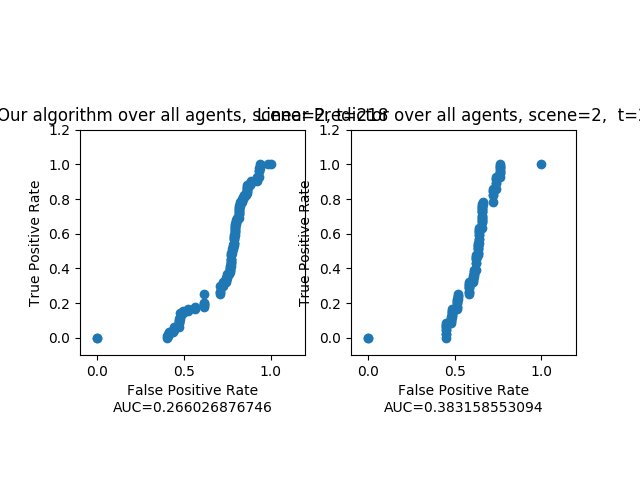 Our algorithm over all agents, scene=2, t=218
Linear Predictor over all agents, scene=2, t=
True Positive Rate
1.2
1.0
0.8
0.6
0.4
0.2
0.0
0.0 0.5 1.0
False Positive Rate
AUC=0.266026876746
True Positive Rate
1.2
1.0
0.8
0.6
0.4
0.2
0.0
0.0 0.5 1.0
False Positive Rate
AUC=0.383158553094